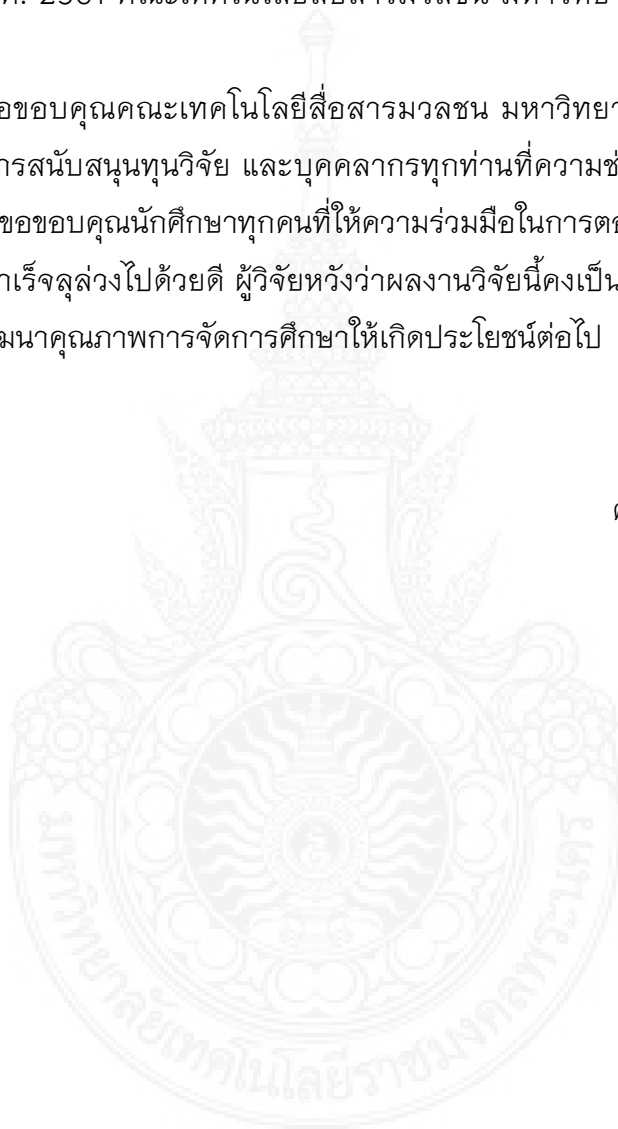 อขอบคุณคณะเทคโนโลยีสื่อสารมวลชน มหาวิทยา
ารสนับสนุนทุนวิจัย และบุคคลากรทุกท่านที่ความช่
ขอขอบคุณนักศึกษาทุกคนที่ให้ความร่วมมือในการตอ
าเร็จลุล่วงไปด้วยดี ผู้วิจัยหวังว่าผลงานวิจัยนี้คงเป็น
ฒนาคุณภาพการจัดการศึกษาให้เกิดประโยชน์ต่อไป
มหาวิทยาลัยเทคโนโลยีราชมงคลพระนคร